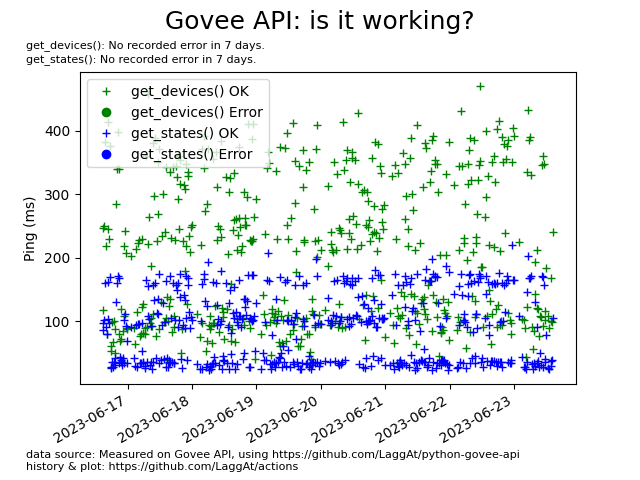 Govee API: is it working?
get_devices(): No recorded error in 7 days.
get_states(): No recorded error in 7 days.
get_devices() OK
get_devices() Error
get_states() OK
get_states() Error
Ping (ms)
400
300
200
100
2023-06-17
2023-06-18
2023-06-19
2023-06-20
2023-06-21
2023-06-22
2023-06-23
data source: Measured on Govee API, using https://github.com/LaggAt/python-govee-api
history & plot: https://github.com/LaggAt/actions